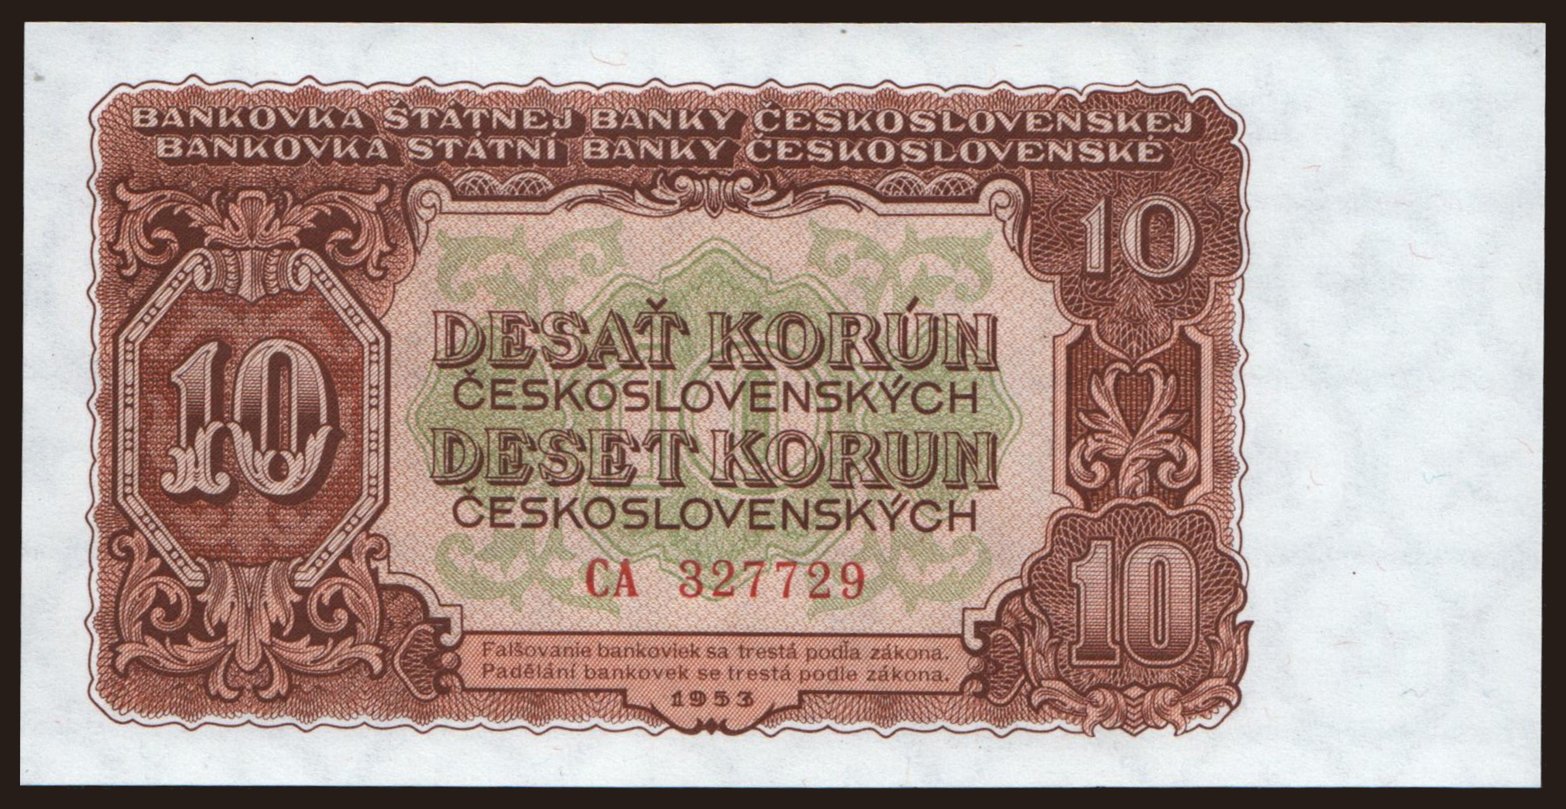 BANKOVKA ŠTÁTNEJ BANKY ČESKOSLOVENSKEJ
BANKOVKA STÁTNÍ BANKY ČESKOSLOVENSKÉ
10
10
DESAŤ KORÚN
ČESKOSLOVENSKÝCH
DESET KORUN
ČESKOSLOVENSKÝCH
CA 327729
10
Falšovanie bankoviek sa trestá podľa zákona.
Padělání bankovek se trestá podle zákona.
1953